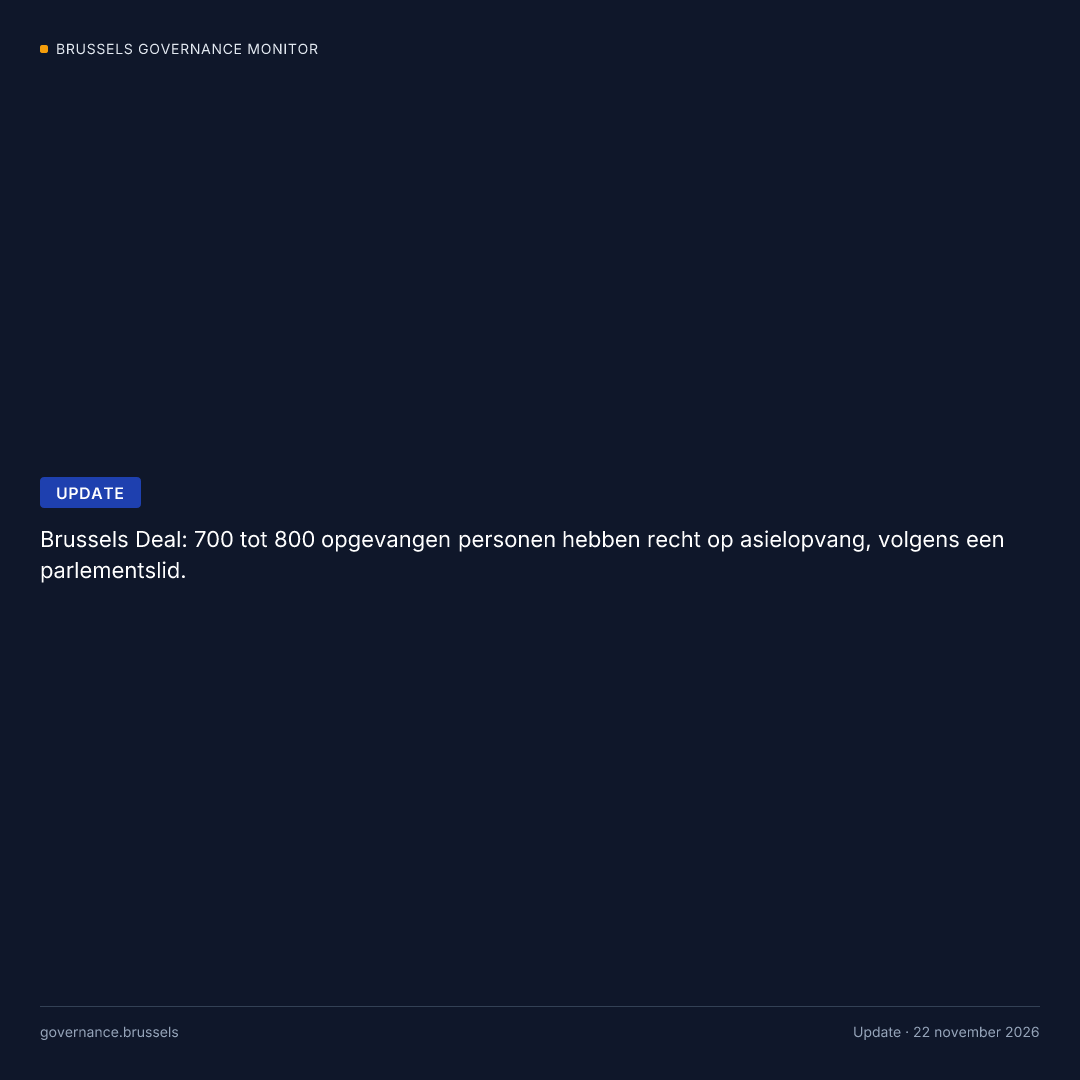 BRUSSELS GOVERNANCE MONITOR
UPDATE
Brussels Deal: 700 tot 800 opgevangen personen hebben recht op asielopvang, volgens een
parlementslid.
governance.brussels
Update · 22 november 2026